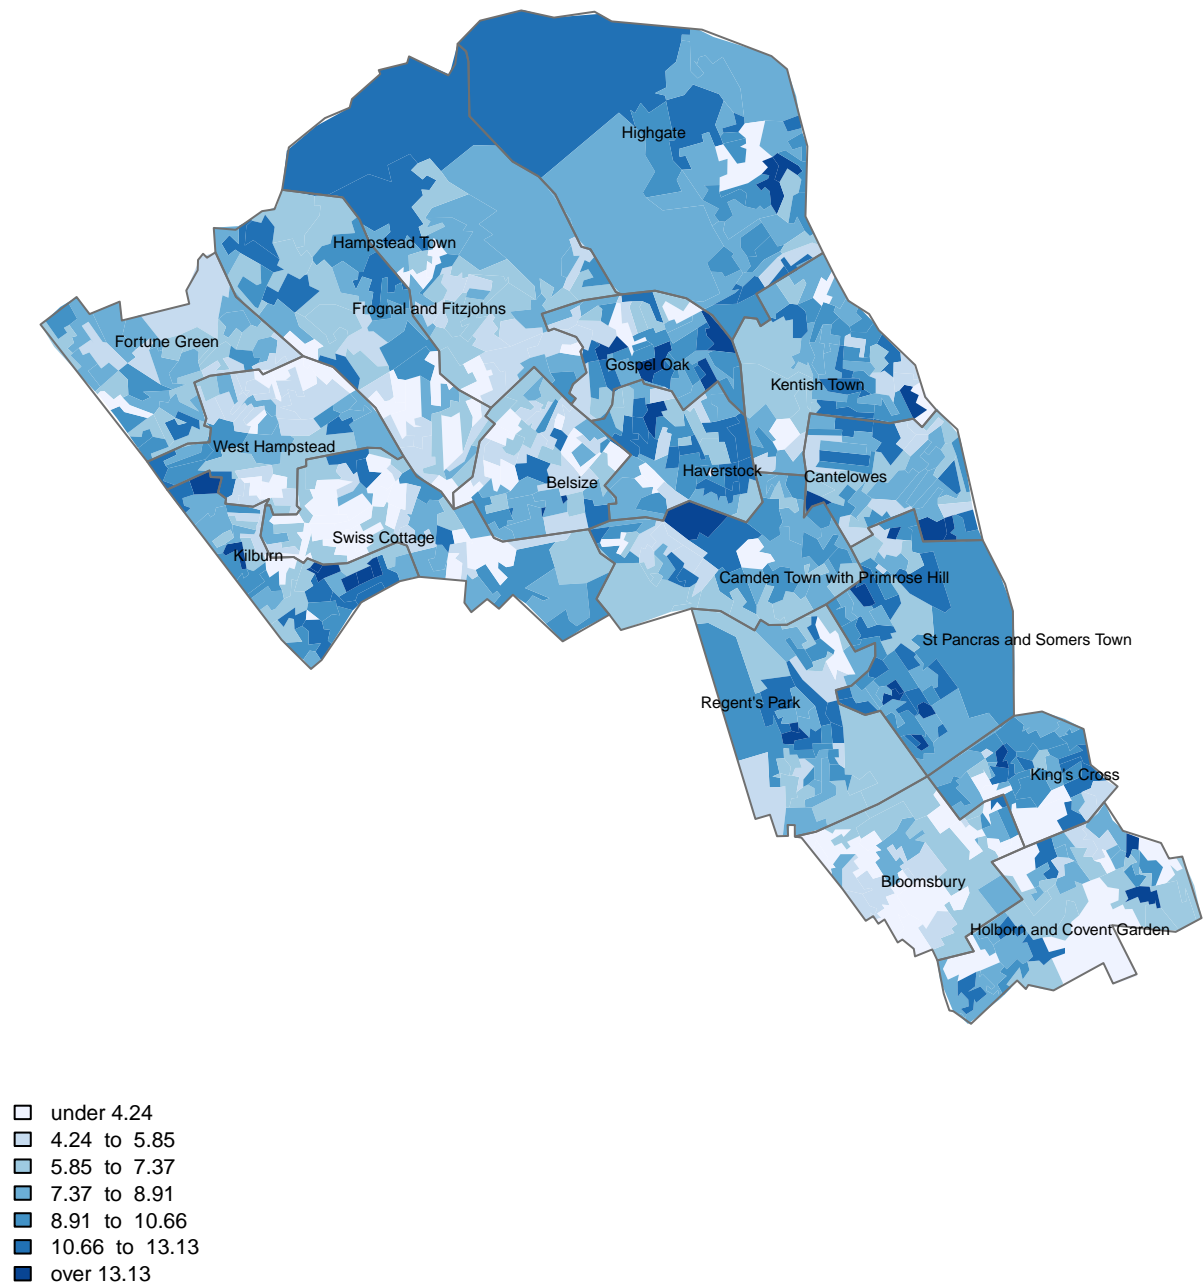 Highgate
Hampstead Town
Frognal and Fitzjohns
Fortune Green
Gospel Oak
Kentish Town
West Hampstead
Haverstock
Cantelowes
Belsize
Swiss Cottage
Kilburn
Camden Town with Primrose Hill
St Pancras and Somers Town
Regent's Park
King's Cross
Bloomsbury
Holborn and Covent Garden
under 4.24
4.24 to 5.85
5.85 to 7.37
7.37 to 8.91
8.91 to 10.66
10.66 to 13.13
over 13.13